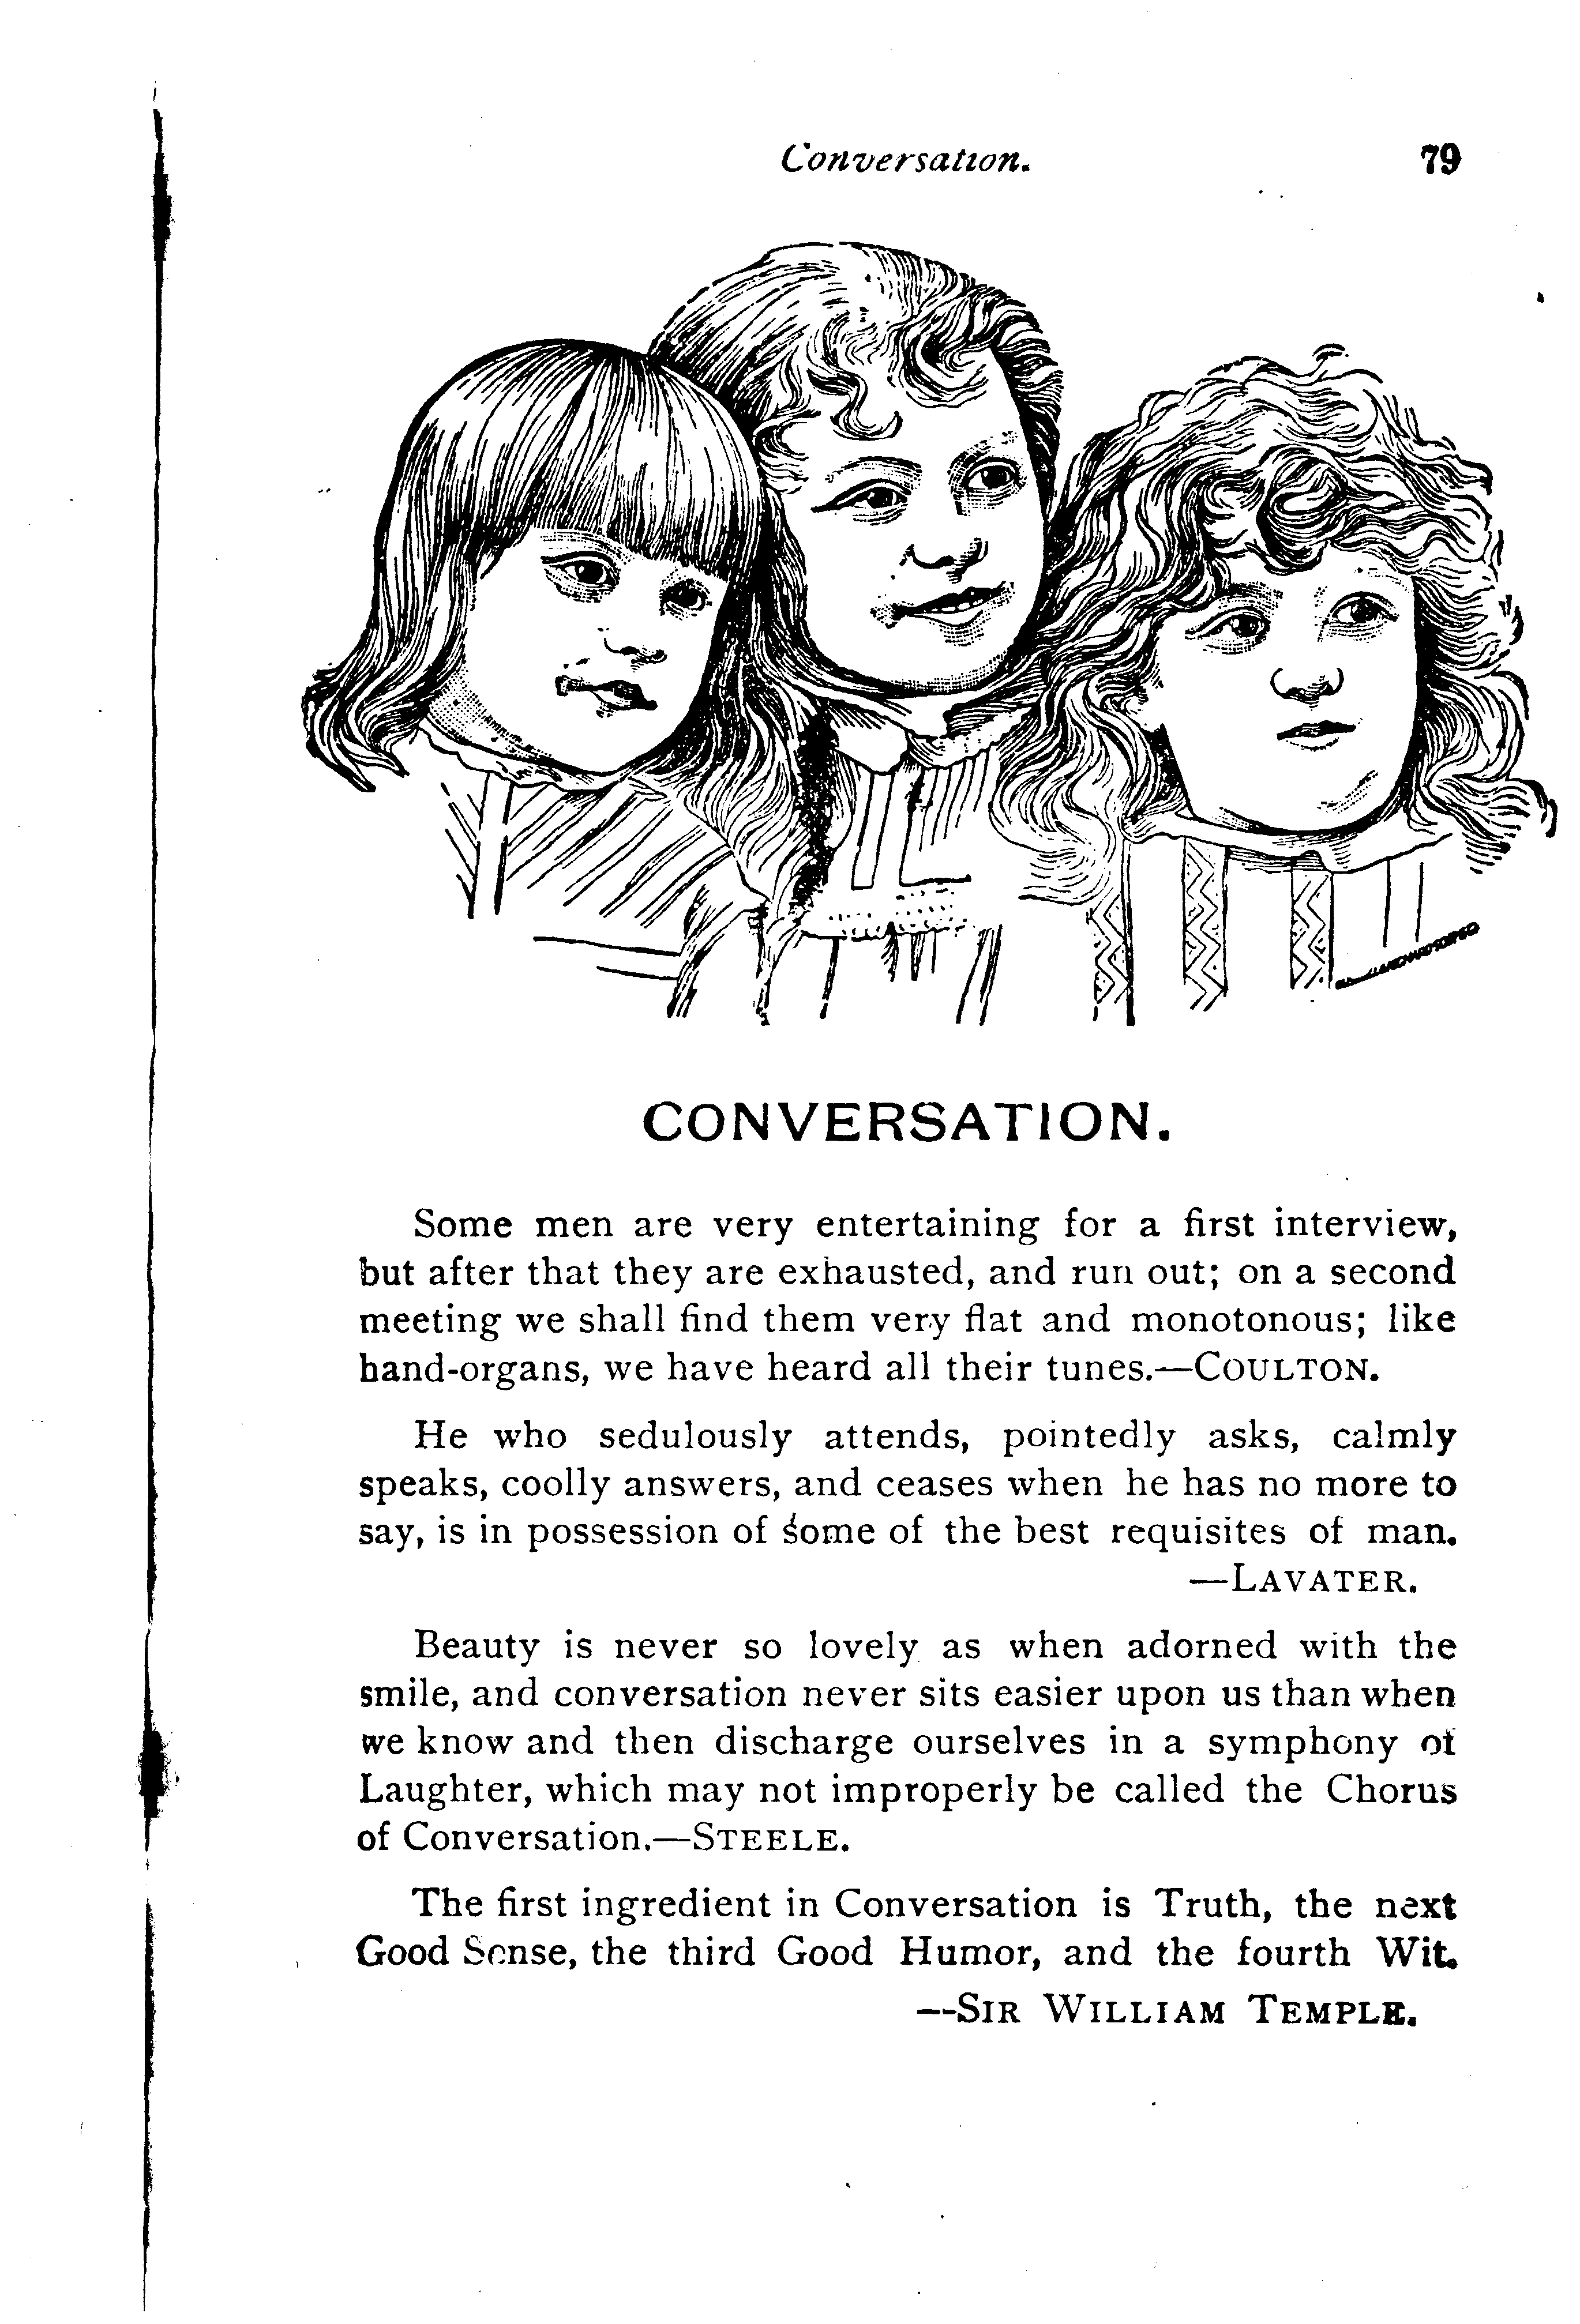 Conversation. 79
CONVERSATION.
Some men are very entertaining for a first interview,
but after that they are exhausted, and run out; on a second
meeting we shall find them very flat and monotonous; like
hand-organs, we have heard all their tunes.—COULTON.
He who sedulously attends, pointedly asks, calmly
speaks, coolly answers, and ceases when he has no more to
say, is in possession of some of the best requisites of man.
—LAVATER.
Beauty is never so lovely as when adorned with the
smile, and conversation never sits easier upon us than when
we know and then discharge ourselves in a symphony of
Laughter, which may not improperly be called the Chorus
of Conversation.—STEELE.
The first ingredient in Conversation is Truth, the next
Good Sense, the third Good Humor, and the fourth Wit.
—SIR WILLIAM TEMPLE.